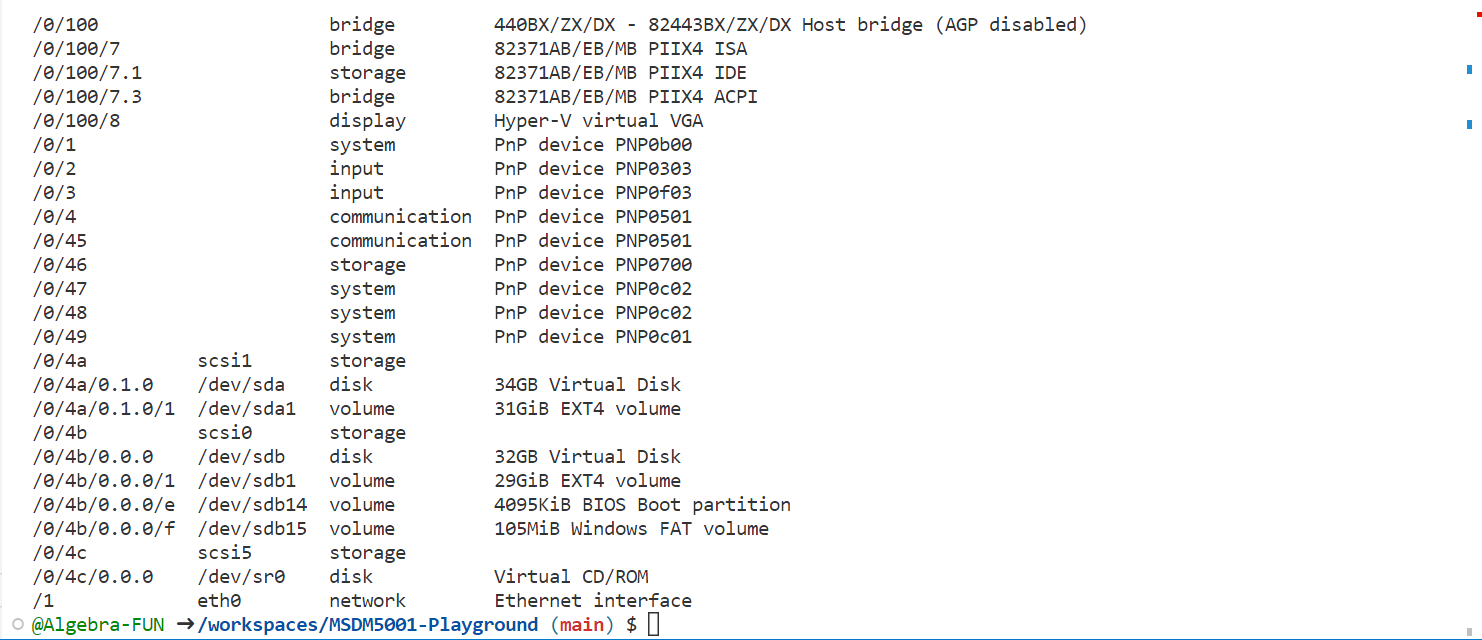 /0/100 bridge 440BX/ZX/DX - 82443BX/ZX/DX Host bridge (AGP disabled)
/0/100/7 bridge 82371AB/EB/MB PIIX4 ISA
/0/100/7.1 storage 82371AB/EB/MB PIIX4 IDE
/0/100/7.3 bridge 82371AB/EB/MB PIIX4 ACPI
/0/100/8 display Hyper-V virtual VGA
/0/1 system PnP device PNP0b00
/0/2 input PnP device PNP0303
/0/3 input PnP device PNP0f03
/0/4 communication PnP device PNP0501
/0/45 communication PnP device PNP0501
/0/46 storage PnP device PNP0700
/0/47 system PnP device PNP0c02
/0/48 system PnP device PNP0c02
/0/49 system PnP device PNP0c01
/0/4a scsi1 storage
/0/4a/0.1.0 /dev/sda disk 34GB Virtual Disk
/0/4a/0.1.0/1 /dev/sda1 volume 31GiB EXT4 volume
/0/4b scsi0 storage
/0/4b/0.0.0 /dev/sdb disk 32GB Virtual Disk
/0/4b/0.0.0/1 /dev/sdb1 volume 29GiB EXT4 volume
/0/4b/0.0.0/e /dev/sdb14 volume 4095KiB BIOS Boot partition
/0/4b/0.0.0/f /dev/sdb15 volume 105MiB Windows FAT volume
/0/4c scsi5 storage
/0/4c/0.0.0 /dev/sr0 disk Virtual CD/ROM
/1 eth0 network Ethernet interface
@Algebra-FUN ➜/workspaces/MSDM5001-Playground (main) $